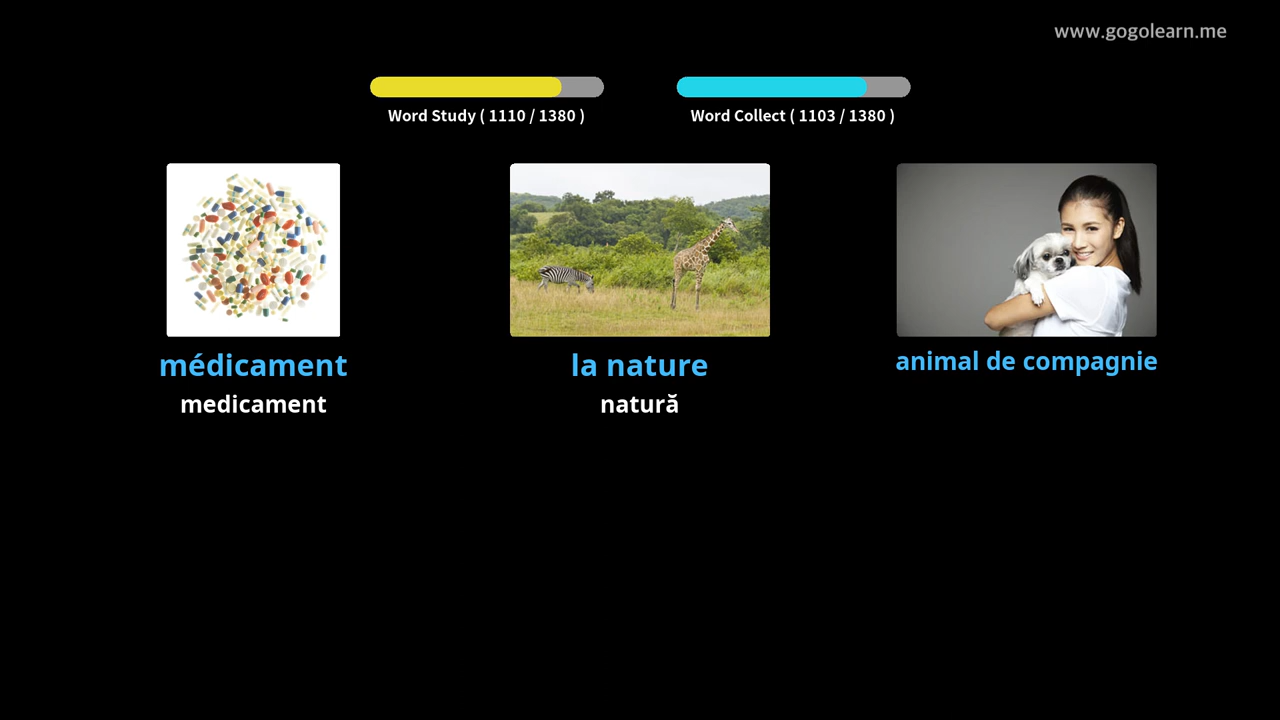 www.gogolearn.me
Word Study ( 1110 / 1380 )
Word Collect ( 1103 / 1380 )
médicament
medicament
la nature
natură
animal de compagnie